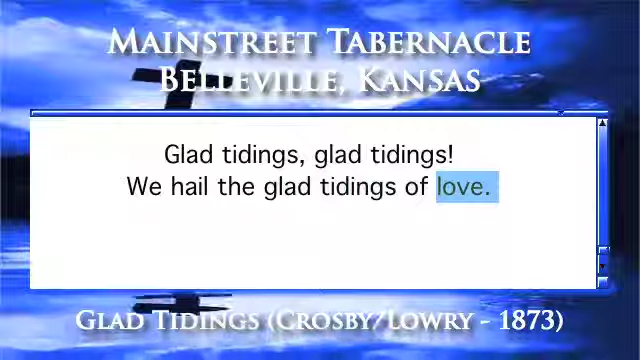 Mainstreet Tabernacle
Belleville, Kansas
Glad tidings, glad tidings!
We hail the glad tidings of love.
Glad Tidings (Crosby/Lowry - 1873)